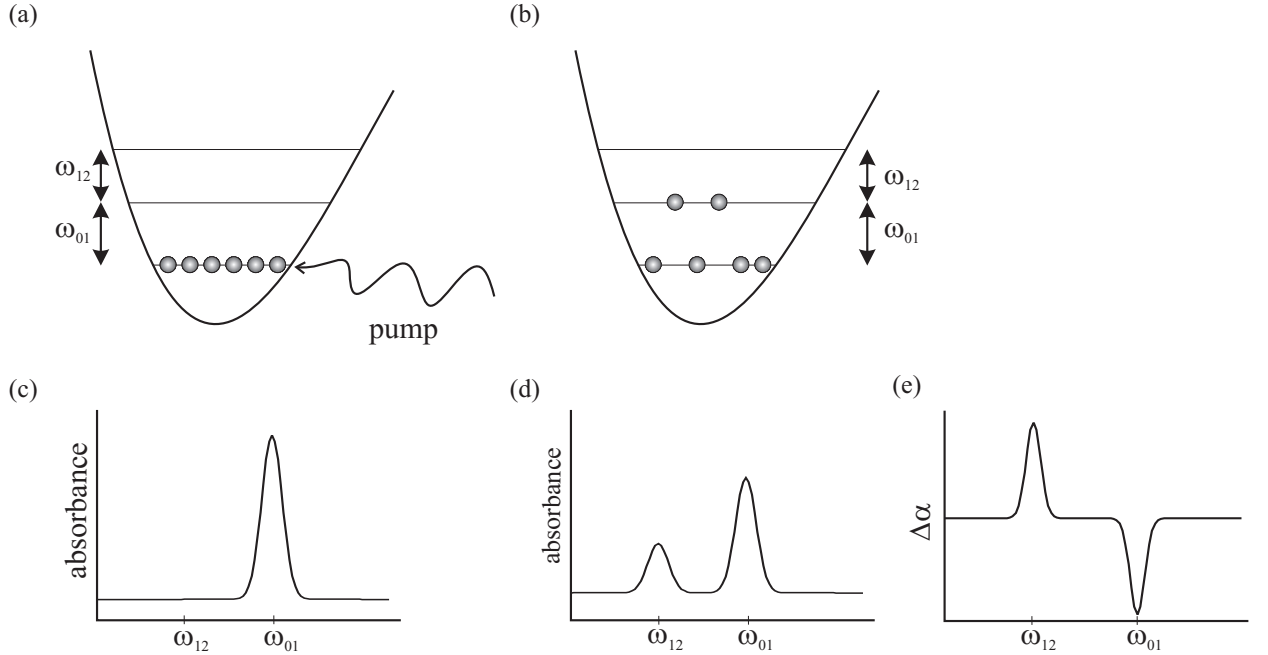 (a)
ω₁₂
ω₀₁
pump
(b)
ω₁₂
ω₀₁
(c)
absorbance
ω₁₂
ω₀₁
(d)
absorbance
ω₁₂
ω₀₁
(e)
Δα
ω₁₂
ω₀₁